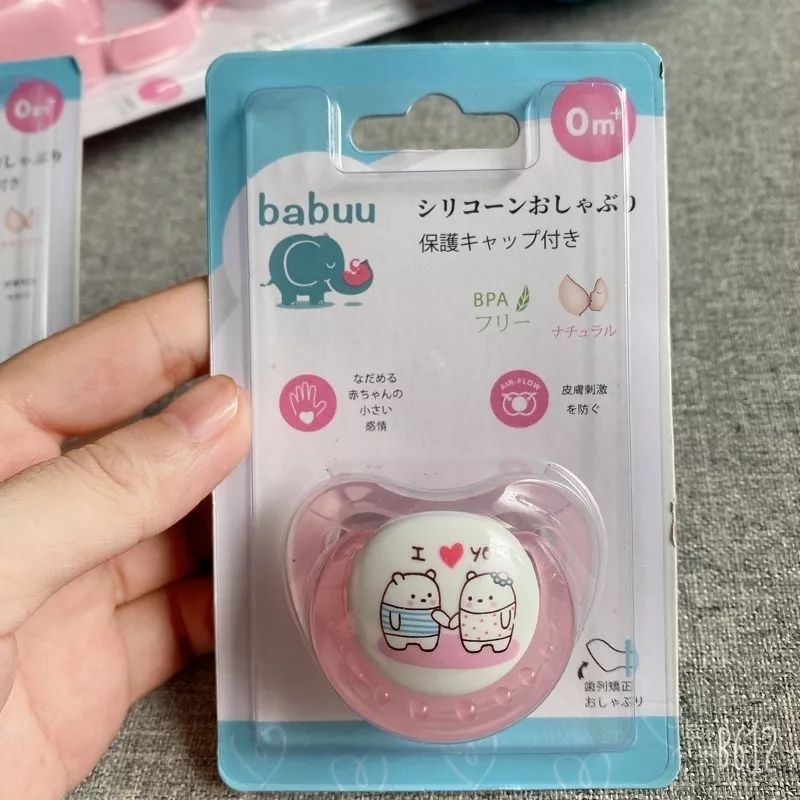 0m+
babuu
シリコーンおしゃぶり
保護キャップ付き
BPA
フリー
ナチュラル
なだめる
赤ちゃんの
小さい
感情
AIR-FLOW
皮膚刺激
を防ぐ
I ❤ yo
歯列矯正
おしゃぶり
B612
0m+